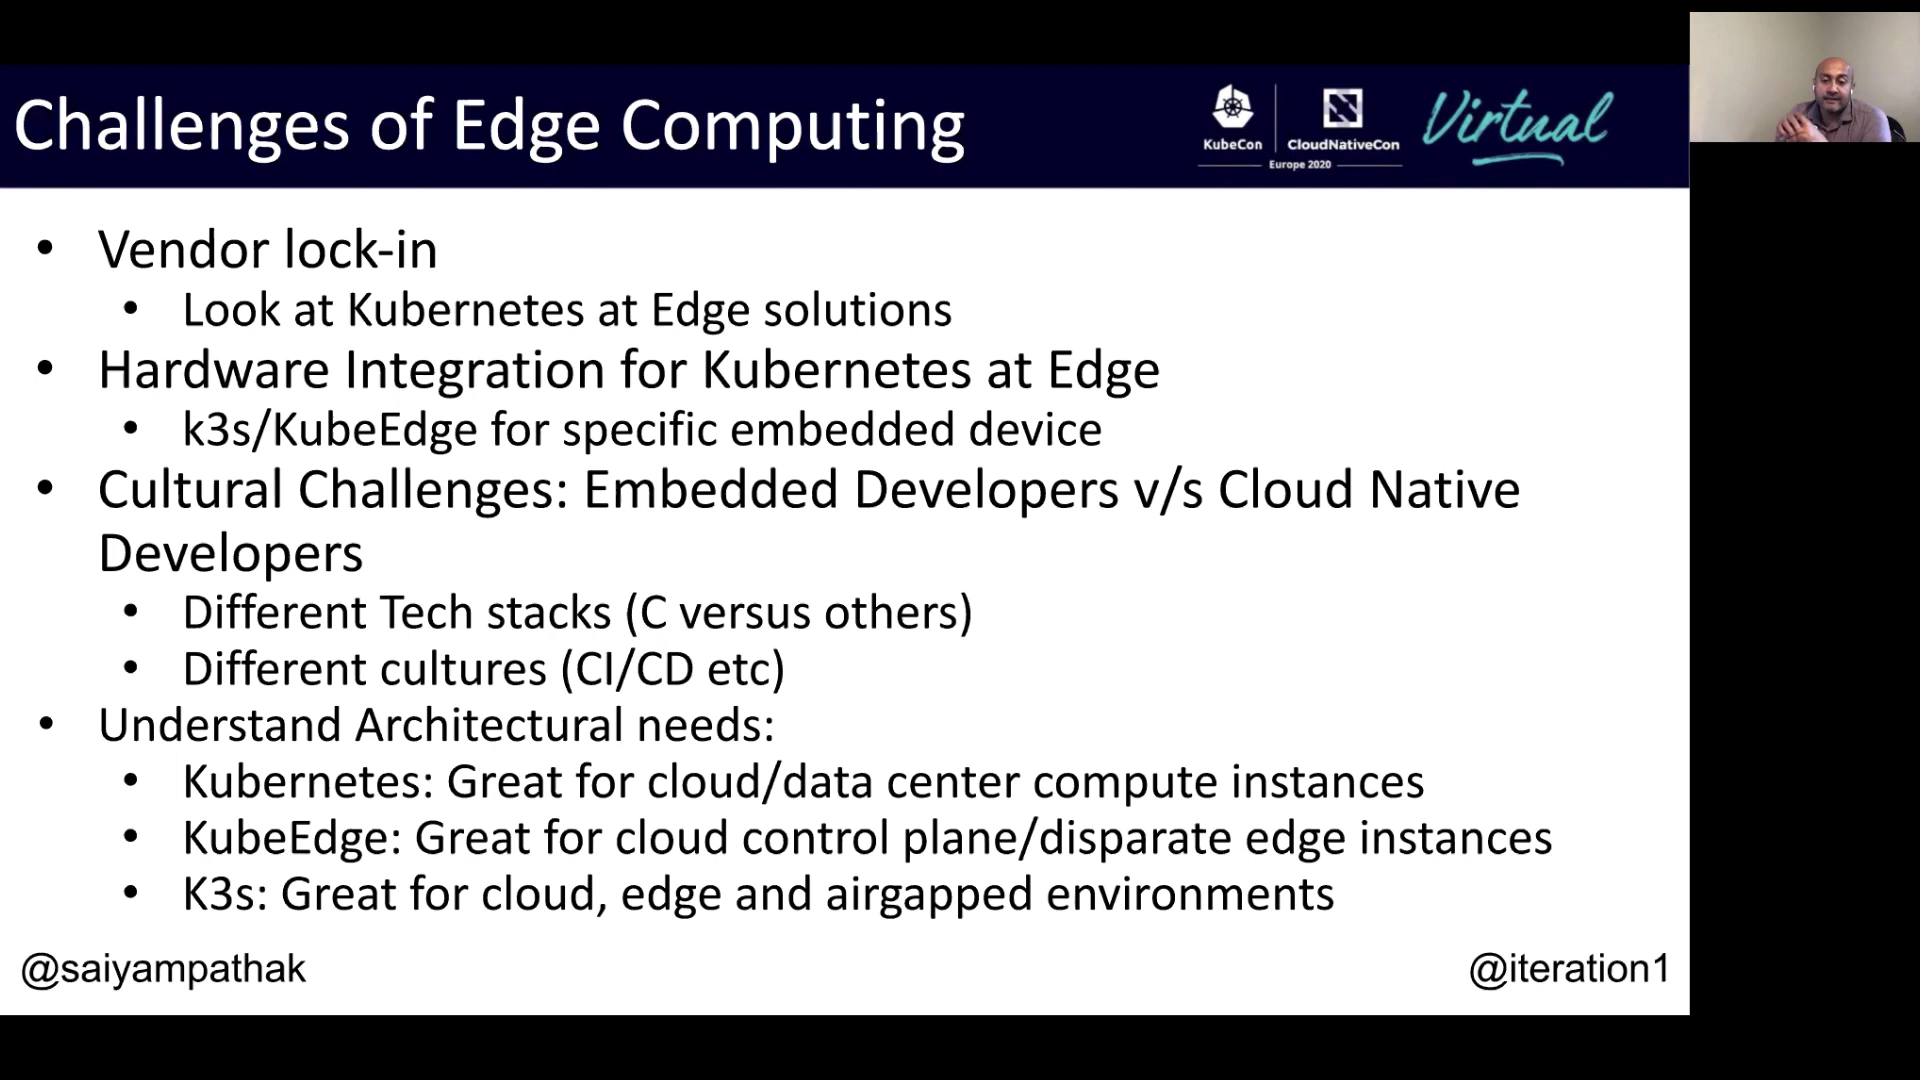 Challenges of Edge Computing
KubeCon
CloudNativeCon
Europe 2020
Virtual
• Vendor lock-in
• Look at Kubernetes at Edge solutions
• Hardware Integration for Kubernetes at Edge
• k3s/KubeEdge for specific embedded device
• Cultural Challenges: Embedded Developers v/s Cloud Native
Developers
• Different Tech stacks (C versus others)
• Different cultures (CI/CD etc)
• Understand Architectural needs:
• Kubernetes: Great for cloud/data center compute instances
• KubeEdge: Great for cloud control plane/disparate edge instances
• K3s: Great for cloud, edge and airgapped environments
@saiyampathak
@iteration1